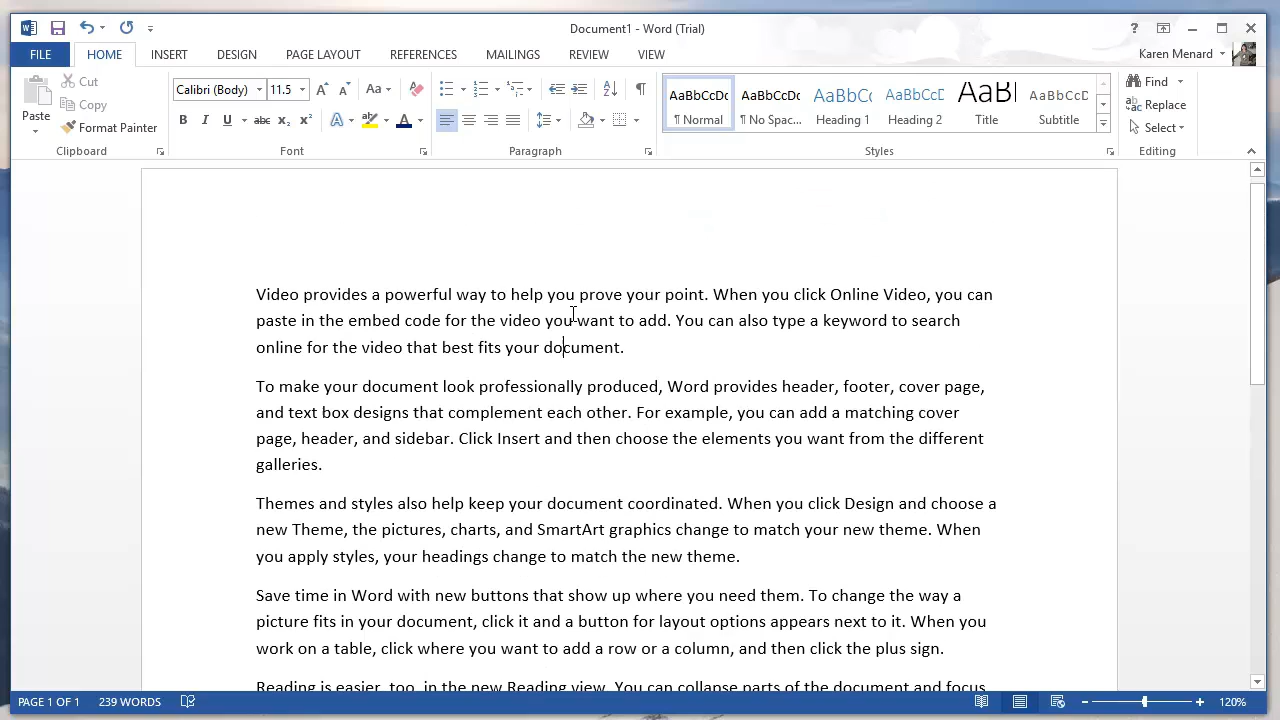 Document1 - Word (Trial)
?
FILE HOME INSERT DESIGN PAGE LAYOUT REFERENCES MAILINGS REVIEW VIEW Karen Menard
Paste
Cut
Copy
Format Painter
Clipboard
Calibri (Body) 11.5
Aa
B I U abc X₂ X²
A A
Font
Paragraph
AaBbCcDc AaBbCcDc AaBbCc AaBbCcD AaB AaBbCcD
¶ Normal ¶ No Spac... Heading 1 Heading 2 Title Subtitle
Styles
Find
Replace
Select
Editing
Video provides a powerful way to help you prove your point. When you click Online Video, you can
paste in the embed code for the video you want to add. You can also type a keyword to search
online for the video that best fits your document.
To make your document look professionally produced, Word provides header, footer, cover page,
and text box designs that complement each other. For example, you can add a matching cover
page, header, and sidebar. Click Insert and then choose the elements you want from the different
galleries.
Themes and styles also help keep your document coordinated. When you click Design and choose a
new Theme, the pictures, charts, and SmartArt graphics change to match your new theme. When
you apply styles, your headings change to match the new theme.
Save time in Word with new buttons that show up where you need them. To change the way a
picture fits in your document, click it and a button for layout options appears next to it. When you
work on a table, click where you want to add a row or a column, and then click the plus sign.
Reading is easier, too, in the new Reading view. You can collapse parts of the document and focus
PAGE 1 OF 1 239 WORDS 120%